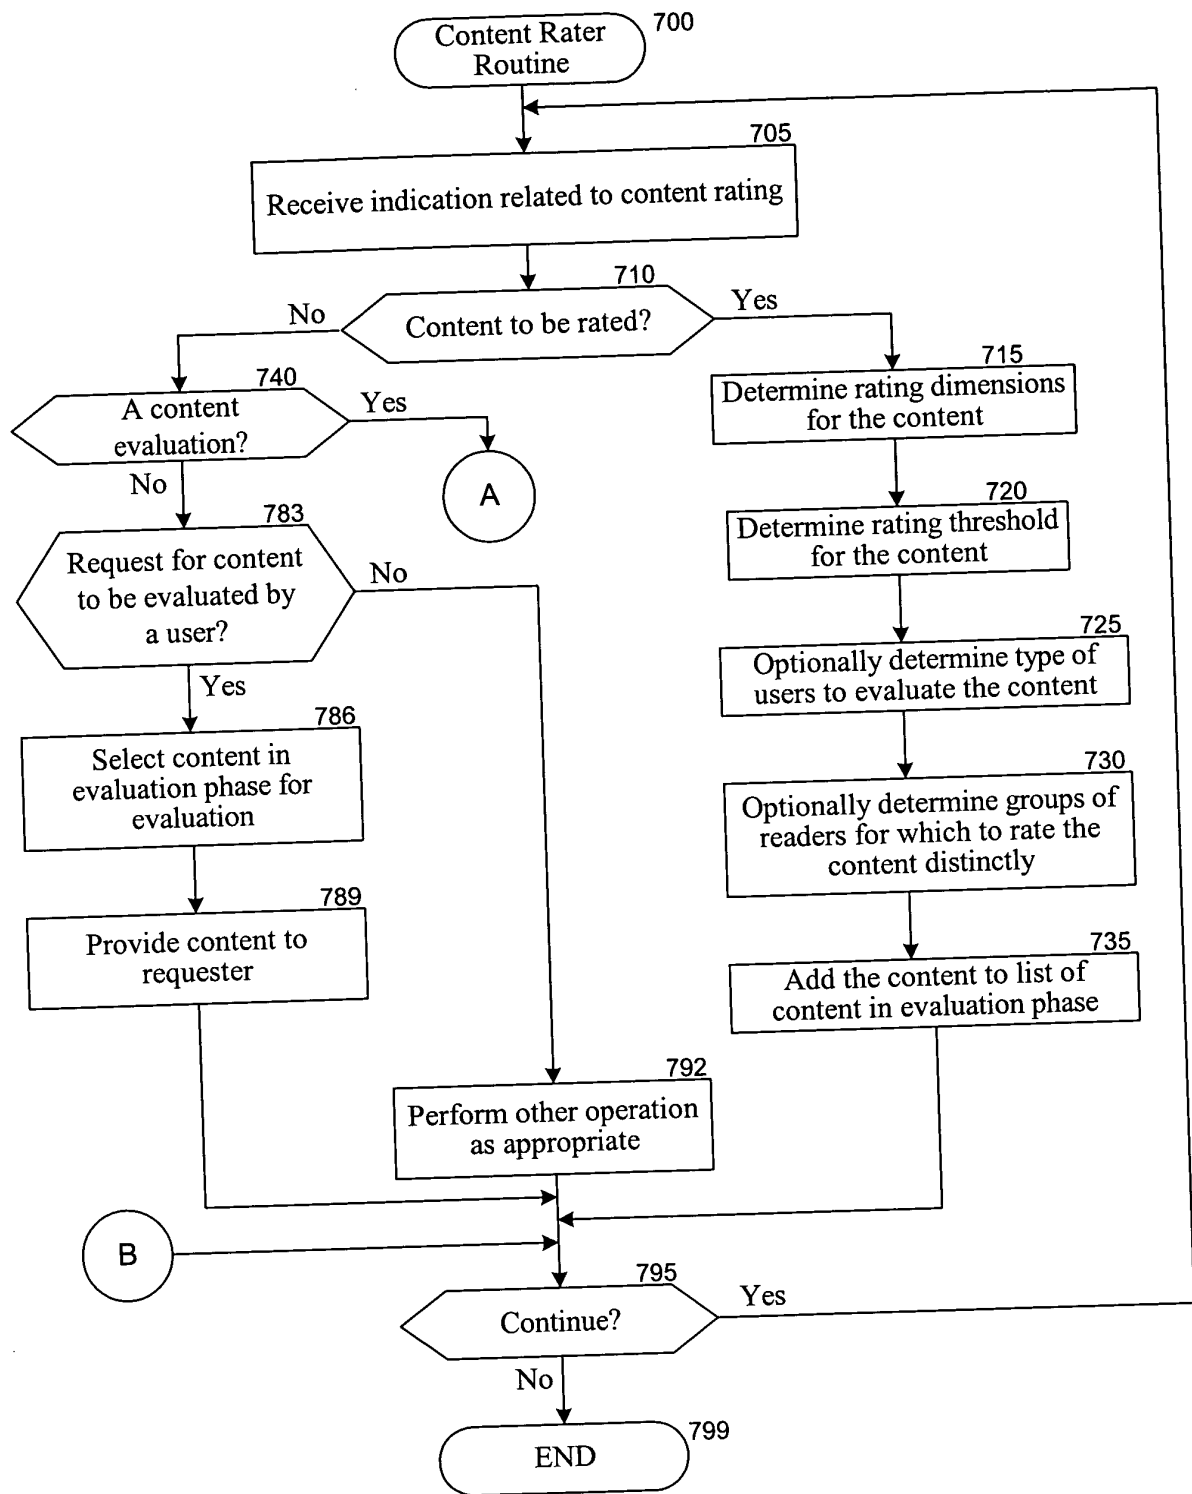 Content Rater
Routine
700
705
Receive indication related to content rating
710
No
Content to be rated?
Yes
740
A content
evaluation?
Yes
No
A
715
Determine rating dimensions
for the content
720
Determine rating threshold
for the content
725
Optionally determine type of
users to evaluate the content
730
Optionally determine groups of
readers for which to rate the
content distinctly
735
Add the content to list of
content in evaluation phase
783
Request for content
to be evaluated by
a user?
No
Yes
786
Select content in
evaluation phase for
evaluation
789
Provide content to
requester
792
Perform other operation
as appropriate
B
795
Continue?
Yes
No
END
799